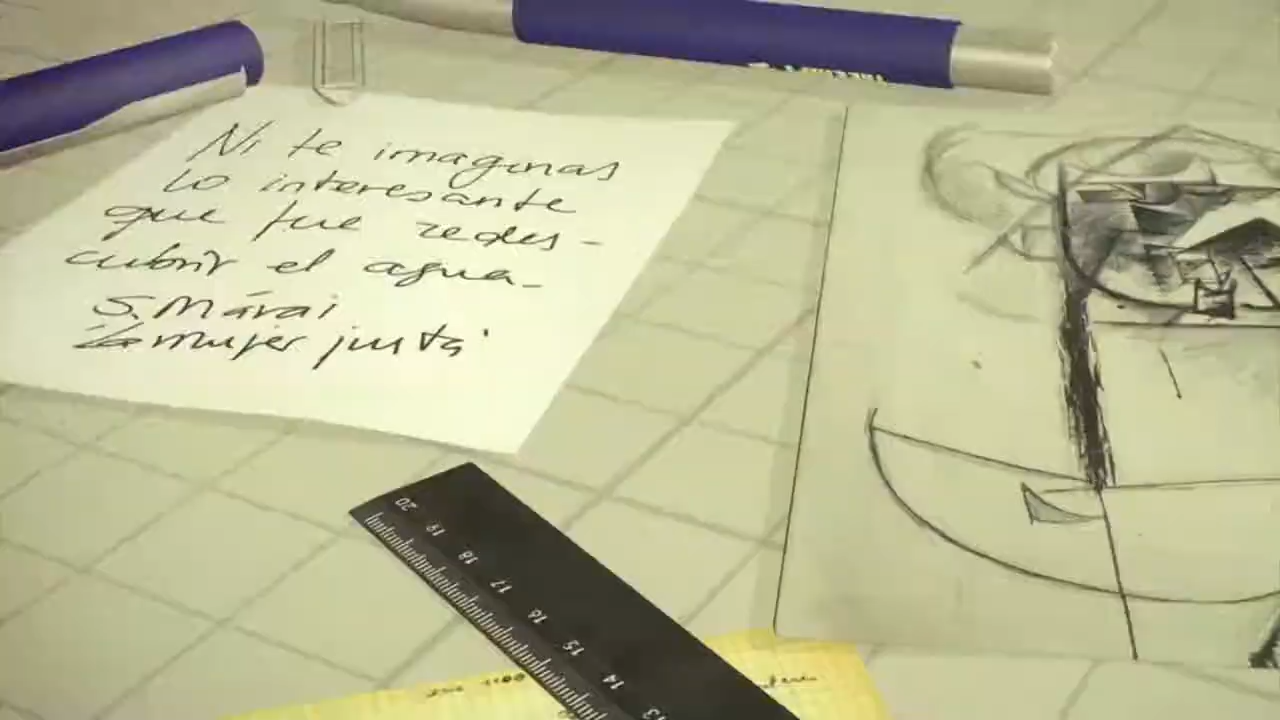 Ni te imaginas
lo interesante
que fue redes-
cubrir el agua.
S. Márai
La mujer justa
20 19 18 17 16 15 14 13